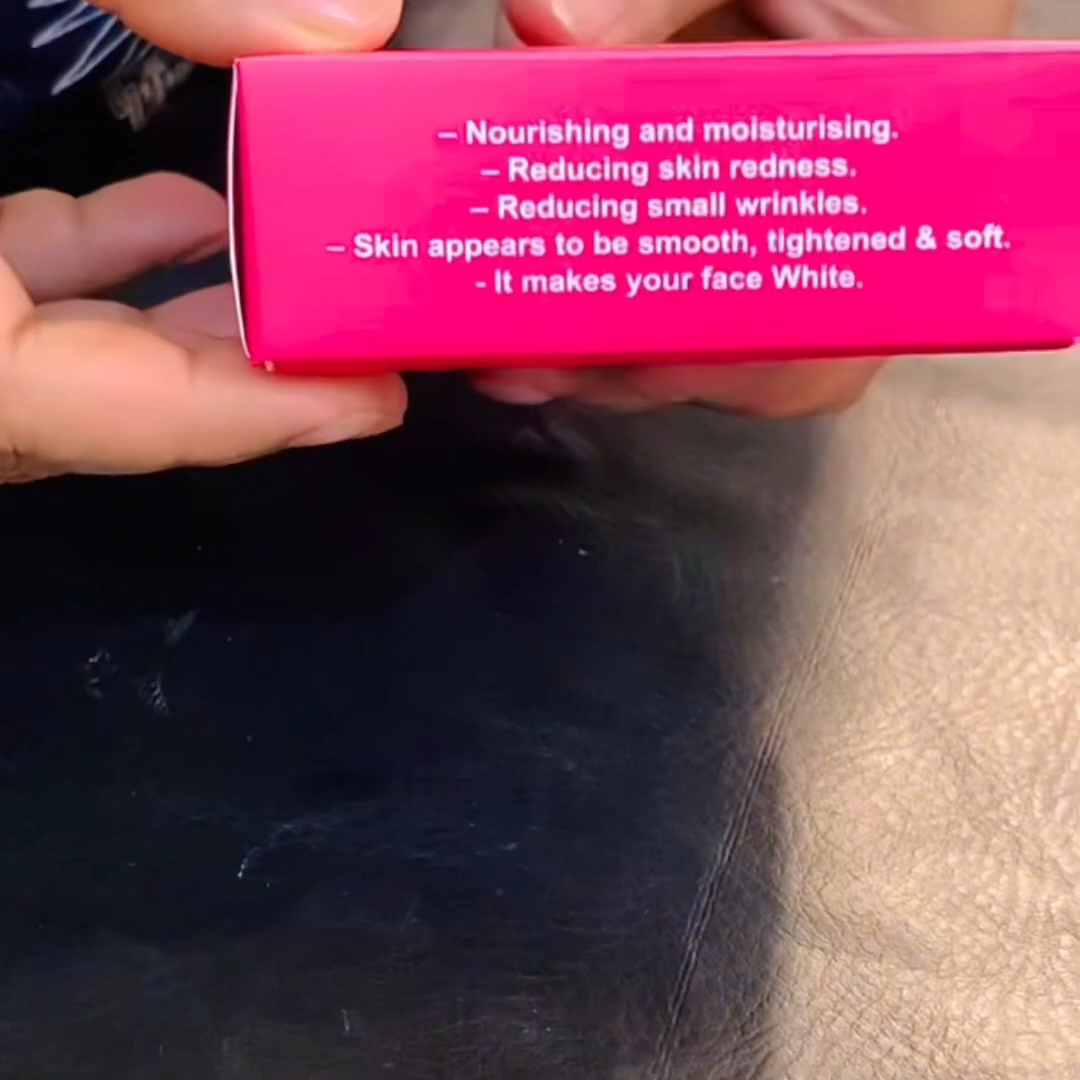 – Nourishing and moisturising.
– Reducing skin redness.
– Reducing small wrinkles.
– Skin appears to be smooth, tightened & soft.
- It makes your face White.